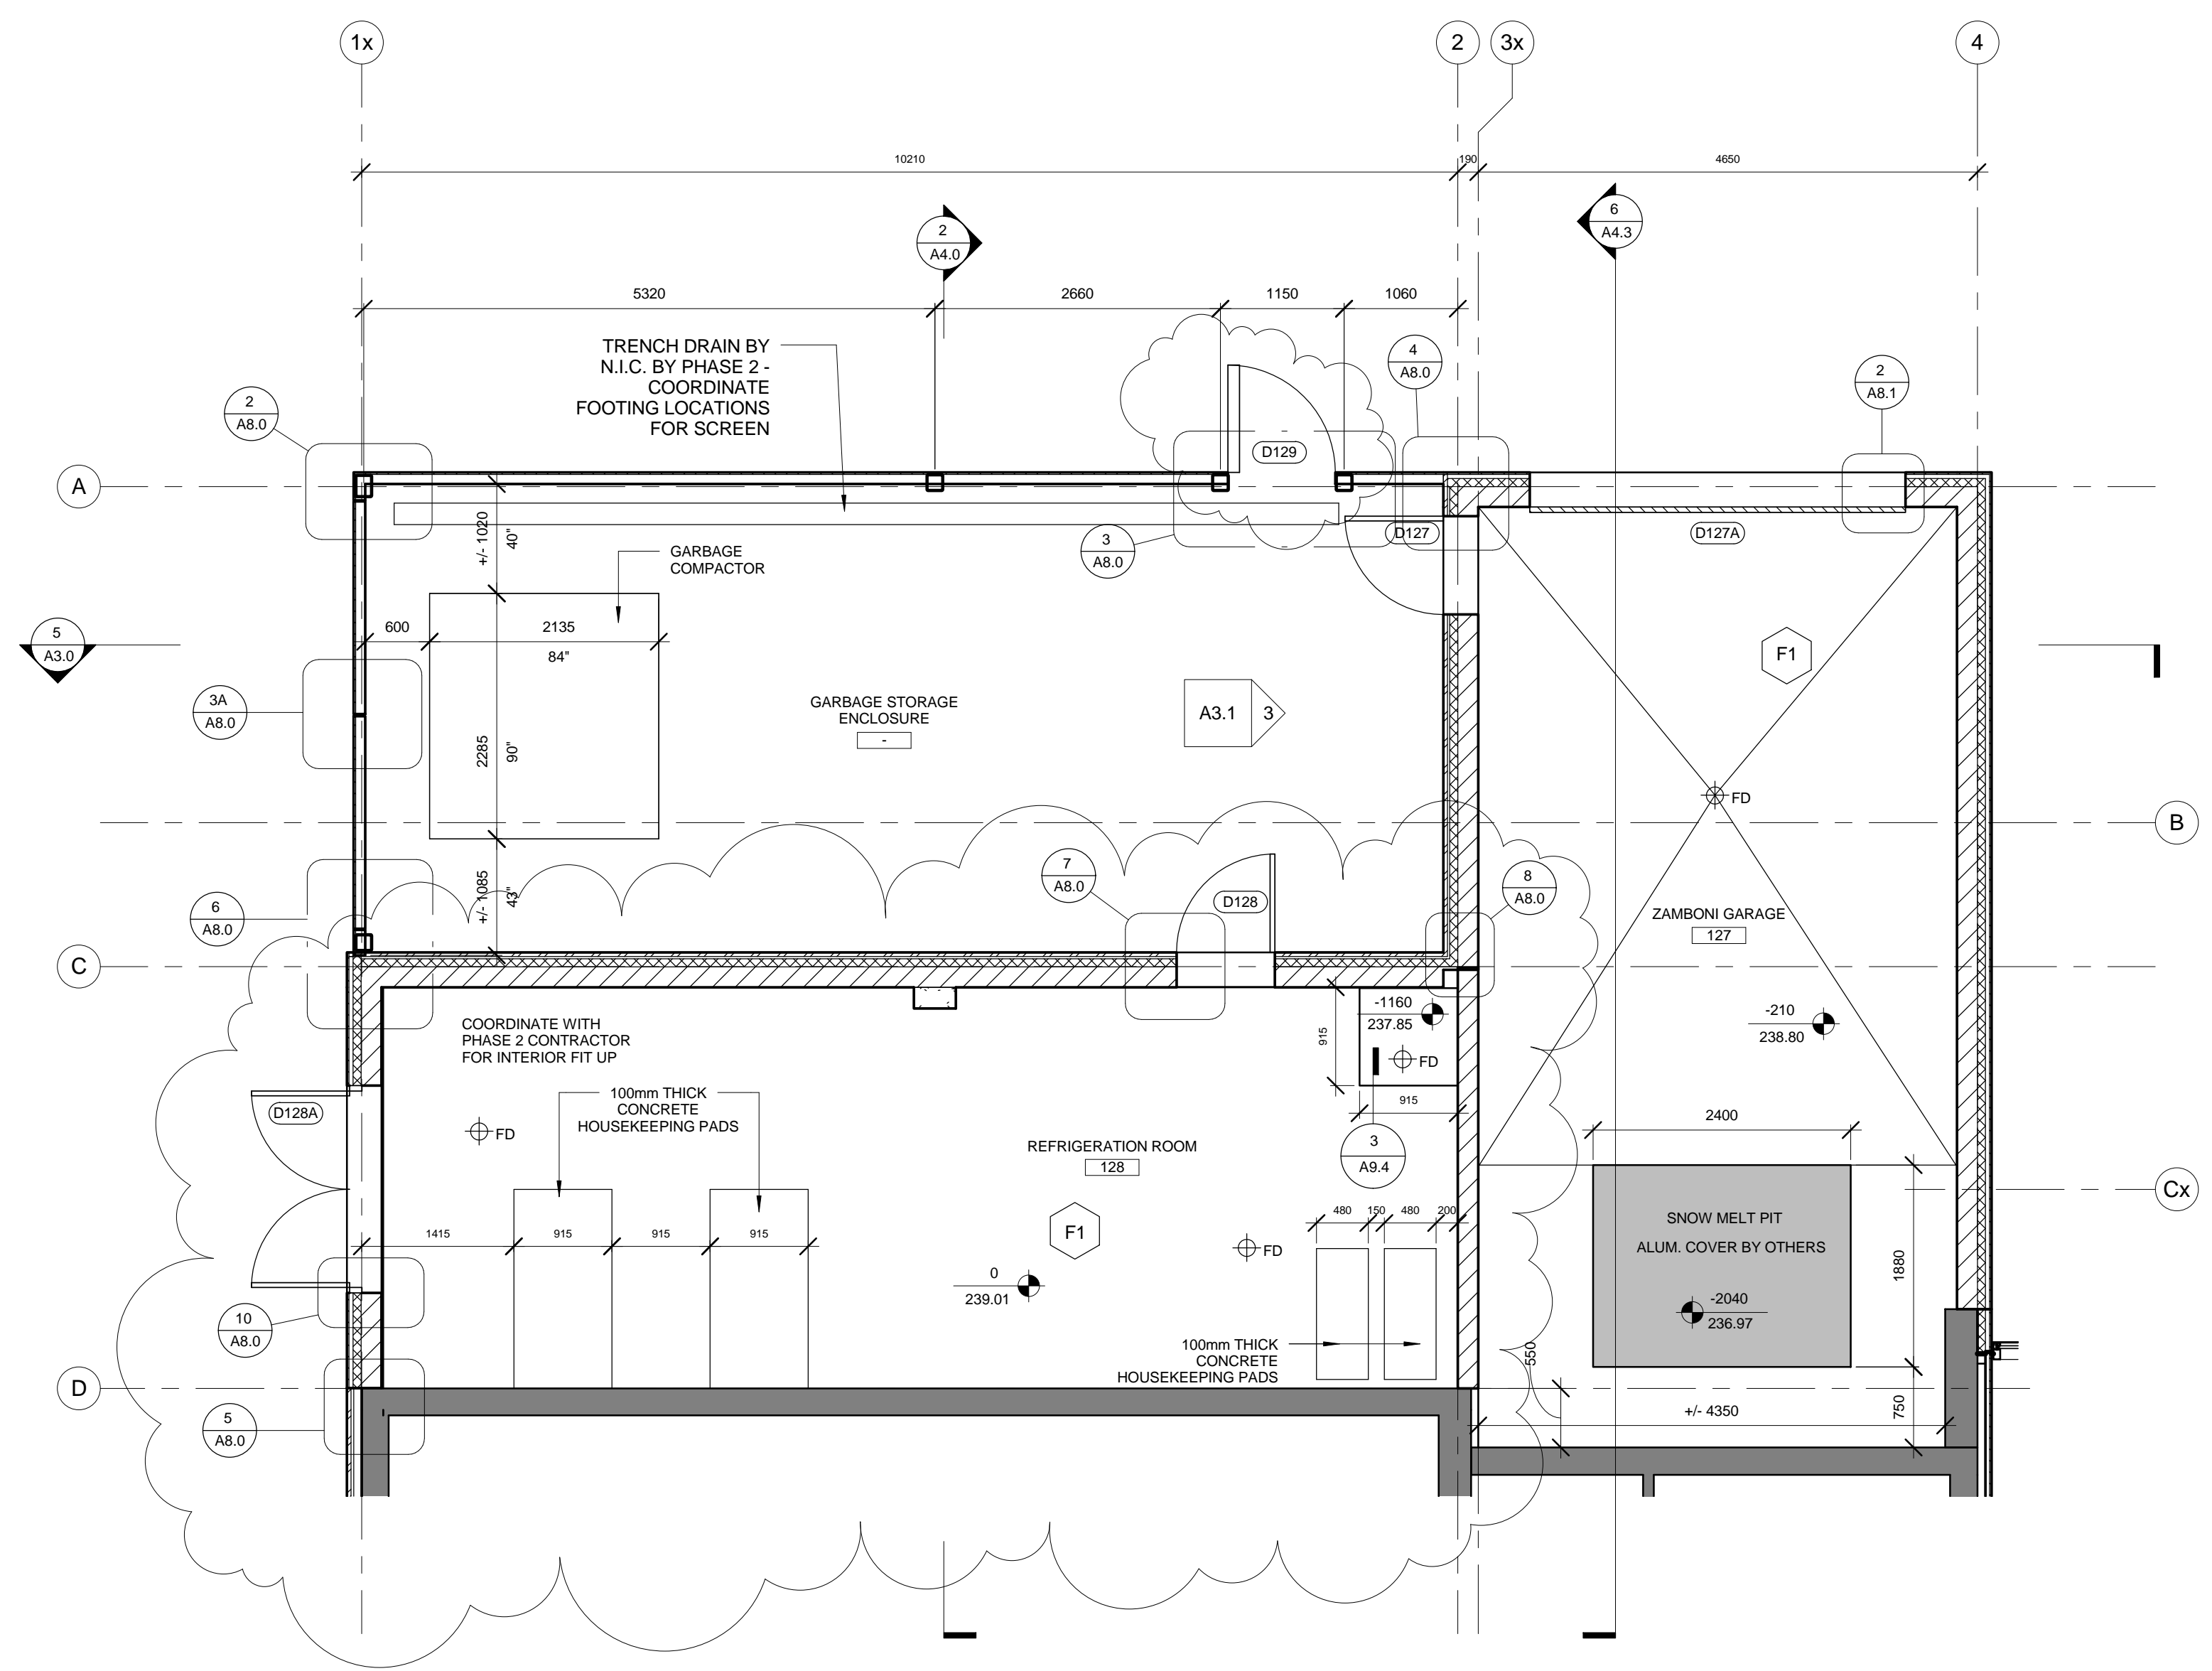 1x
2
3x
4
10210
190
4650
2
A4.0
6
A4.3
5320
2660
1150
1060
TRENCH DRAIN BY
N.I.C. BY PHASE 2 -
COORDINATE
FOOTING LOCATIONS
FOR SCREEN
4
A8.0
2
A8.1
2
A8.0
D129
A
+/- 1020
40"
GARBAGE
COMPACTOR
3
A8.0
D127
D127A
5
A3.0
600
2135
84"
F1
3A
A8.0
GARBAGE STORAGE
ENCLOSURE
-
A3.1
3
2285
90"
FD
B
7
A8.0
8
A8.0
+/- 1085
43"
D128
6
A8.0
ZAMBONI GARAGE
127
C
-1160
237.85
FD
915
915
-210
238.80
COORDINATE WITH
PHASE 2 CONTRACTOR
FOR INTERIOR FIT UP
100mm THICK
CONCRETE
HOUSEKEEPING PADS
D128A
FD
REFRIGERATION ROOM
128
3
A9.4
2400
Cx
480
150
480
200
SNOW MELT PIT
ALUM. COVER BY OTHERS
1415
915
915
915
F1
FD
0
239.01
1880
-2040
236.97
10
A8.0
100mm THICK
CONCRETE
HOUSEKEEPING PADS
550
D
+/- 4350
750
5
A8.0